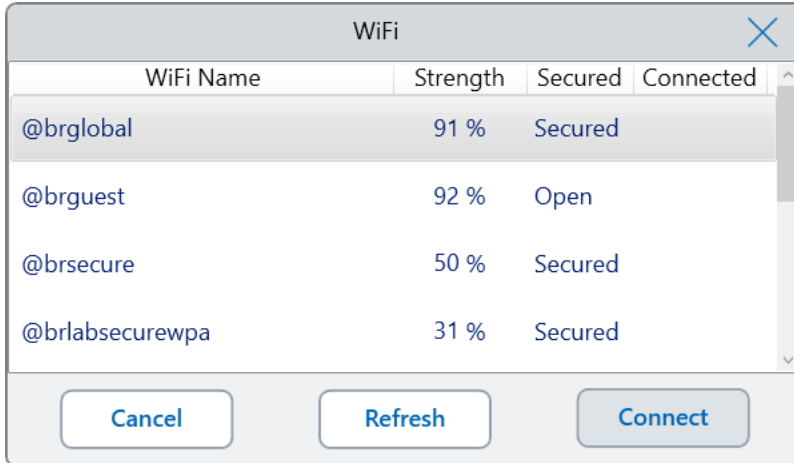 WiFi
WiFi Name Strength Secured Connected
@brglobal 91 % Secured
@brguest 92 % Open
@brsecure 50 % Secured
@brlabsecurewpa 31 % Secured
Cancel Refresh Connect